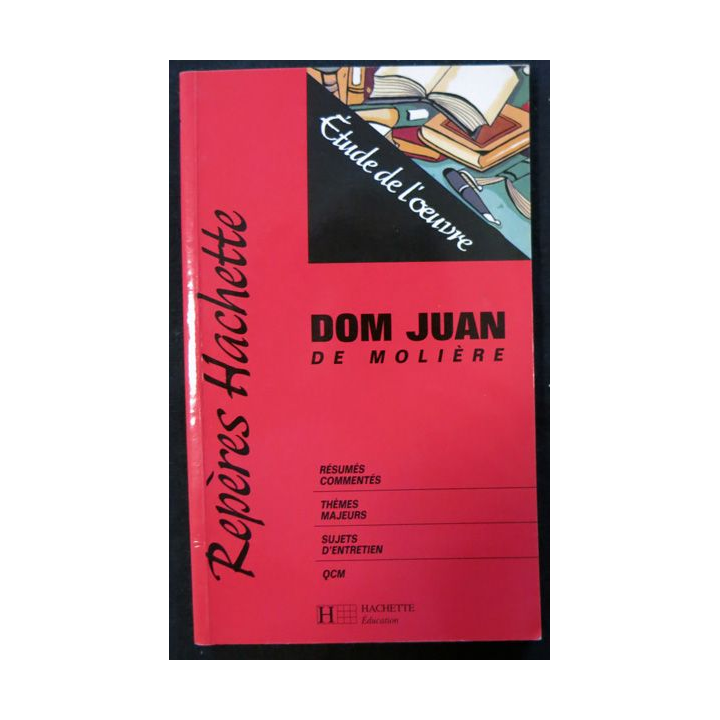 Étude de l'œuvre
Repères Hachette
DOM JUAN
DE MOLIÈRE
RÉSUMÉS
COMMENTÉS
THÈMES
MAJEURS
SUJETS
D'ENTRETIEN
QCM
H HACHETTE
Éducation